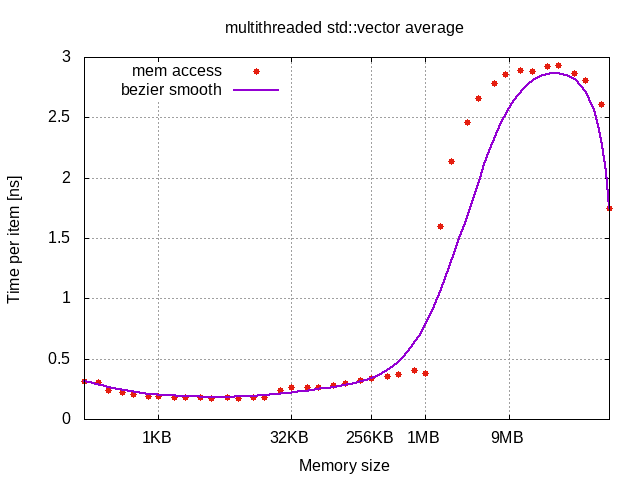 multithreaded std::vector average
3
2.5
2
1.5
1
0.5
0
mem access
bezier smooth
Time per item [ns]
1KB 32KB 256KB 1MB 9MB
Memory size